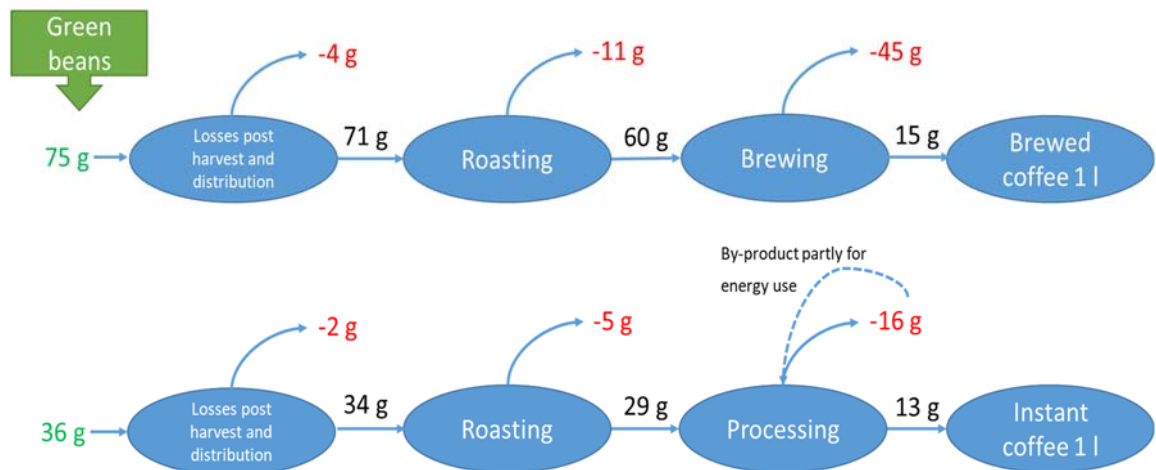 Green
beans
-4 g
-11 g
-45 g
75 g
Losses post
harvest and
distribution
71 g
Roasting
60 g
Brewing
15 g
Brewed
coffee 1 l
By-product partly for
energy use
-2 g
-5 g
-16 g
36 g
Losses post
harvest and
distribution
34 g
Roasting
29 g
Processing
13 g
Instant
coffee 1 l